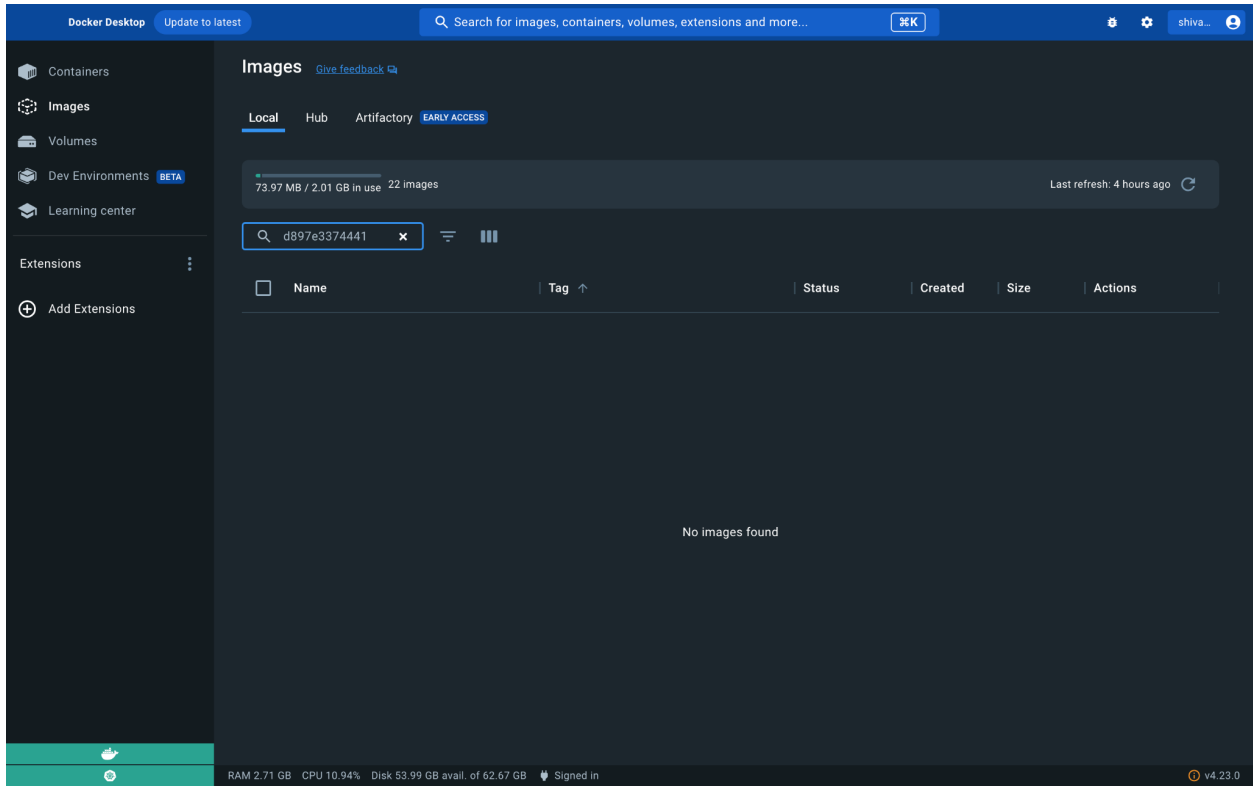 Docker Desktop Update to latest Search for images, containers, volumes, extensions and more... ⌘K shiva...
Containers
Images
Volumes
Dev Environments BETA
Learning center
Extensions
Add Extensions
Images Give feedback
Local Hub Artifactory EARLY ACCESS
73.97 MB / 2.01 GB in use 22 images Last refresh: 4 hours ago
d897e3374441
Name Tag ↑ Status Created Size Actions
No images found
RAM 2.71 GB CPU 10.94% Disk 53.99 GB avail. of 62.67 GB Signed in v4.23.0